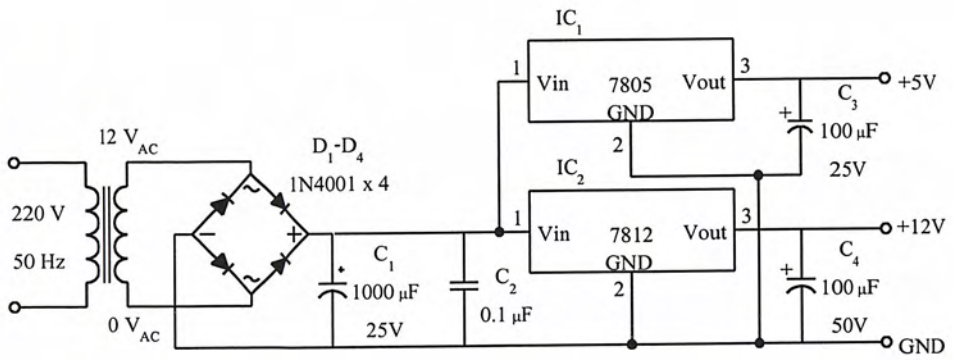 IC1
1 Vin 7805 Vout 3
GND
2
+5V
C3
+
100 µF
25V
12 VAC
D1-D4
1N4001 x 4
220 V
50 Hz
0 VAC
~
− +
~
C1
+
1000 µF
25V
C2
0.1 µF
IC2
1 Vin 7812 Vout 3
GND
2
+12V
C4
+
100 µF
50V
GND